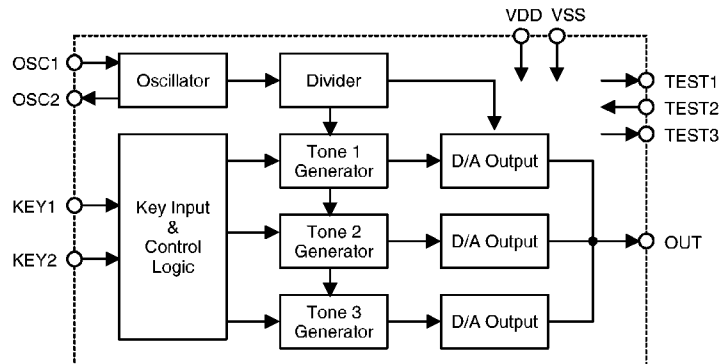 VDD VSS
OSC1
OSC2
Oscillator
Divider
TEST1
TEST2
TEST3
Tone 1
Generator
D/A Output
KEY1
KEY2
Key Input
&
Control
Logic
Tone 2
Generator
D/A Output
OUT
Tone 3
Generator
D/A Output